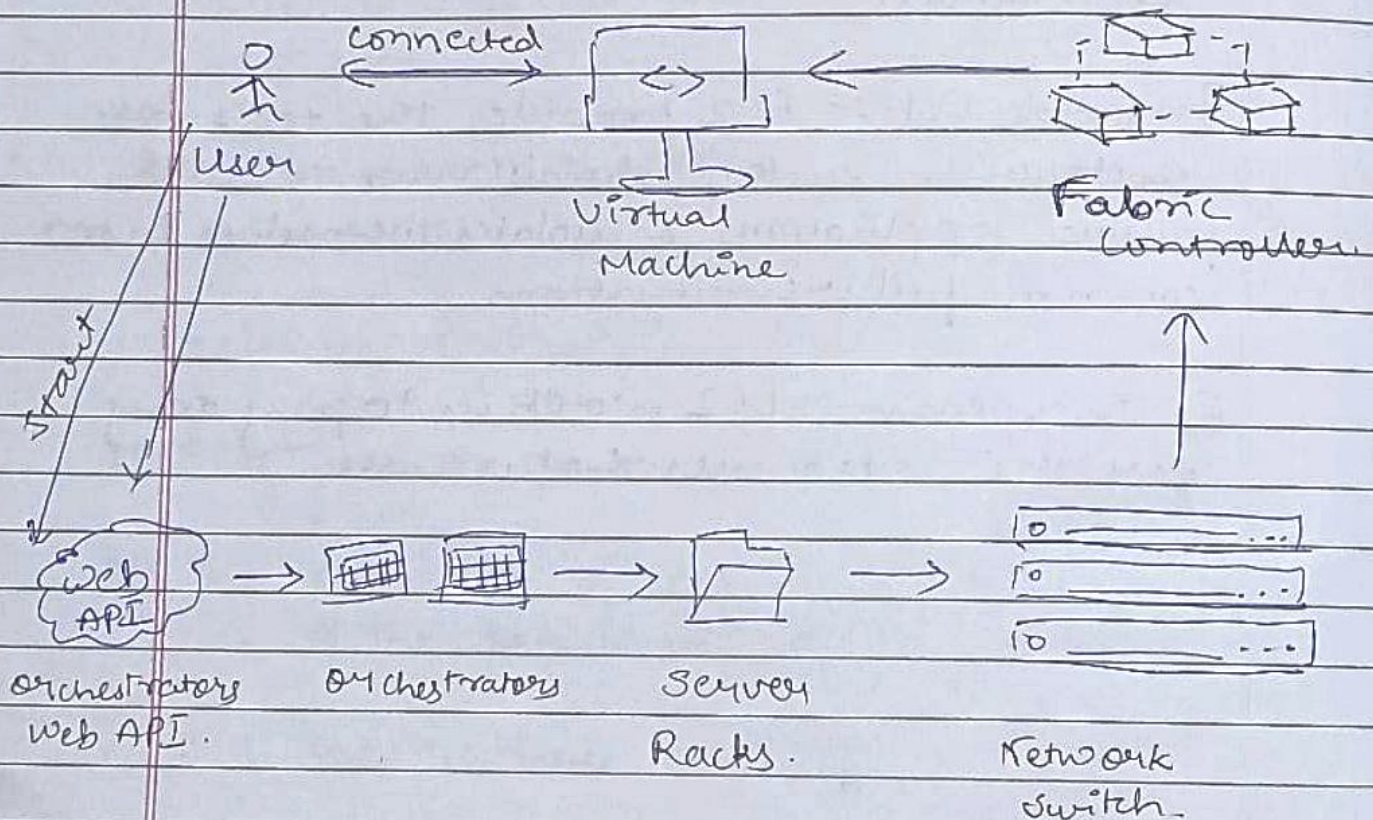 connected
User
Virtual
Machine
Fabric
Controller.
Start
Web
API
Orchestrators
Web API.
Orchestrators
Server
Racks.
Network
Switch.